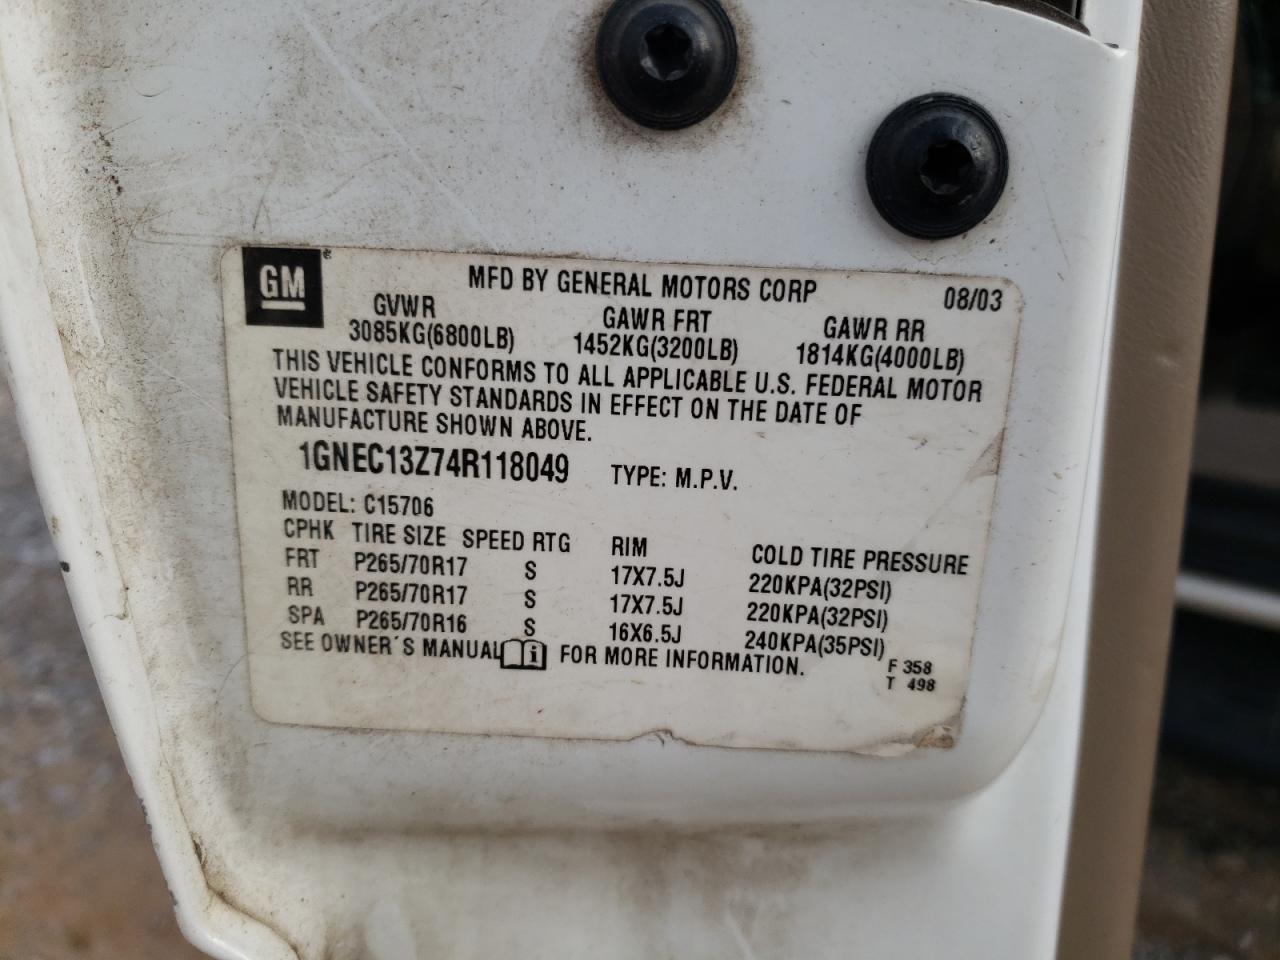 GM®
MFD BY GENERAL MOTORS CORP 08/03
GVWR GAWR FRT GAWR RR
3085KG(6800LB) 1452KG(3200LB) 1814KG(4000LB)
THIS VEHICLE CONFORMS TO ALL APPLICABLE U.S. FEDERAL MOTOR
VEHICLE SAFETY STANDARDS IN EFFECT ON THE DATE OF
MANUFACTURE SHOWN ABOVE.
1GNEC13Z74R118049 TYPE: M.P.V.
MODEL: C15706
CPHK TIRE SIZE SPEED RTG RIM COLD TIRE PRESSURE
FRT P265/70R17 S 17X7.5J 220KPA(32PSI)
RR P265/70R17 S 17X7.5J 220KPA(32PSI)
SPA P265/70R16 S 16X6.5J 240KPA(35PSI)
SEE OWNER´S MANUAL i FOR MORE INFORMATION.
F 358
T 498